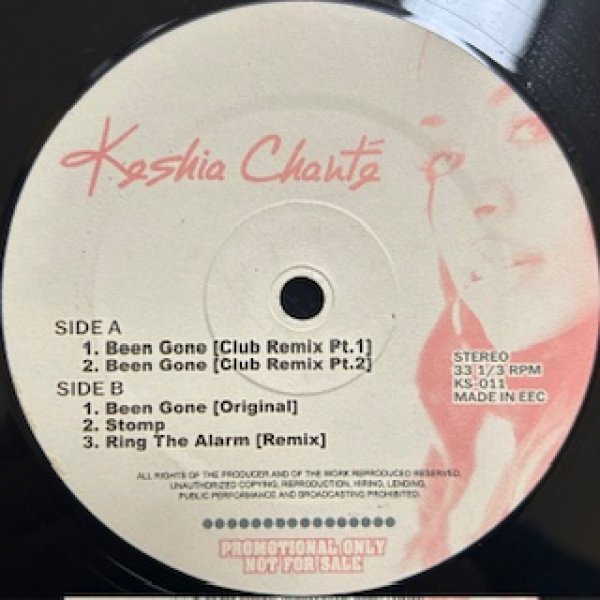 Keshia Chanté
SIDE A
1. Been Gone [Club Remix Pt.1]
2. Been Gone [Club Remix Pt.2]
SIDE B
1. Been Gone [Original]
2. Stomp
3. Ring The Alarm [Remix]
STEREO
33 1/3 RPM
KS-011
MADE IN EEC
ALL RIGHTS OF THE PRODUCER AND OF THE WORK REPRODUCED RESERVED.
UNAUTHORIZED COPYING, REPRODUCTION, HIRING, LENDING,
PUBLIC PERFORMANCE AND BROADCASTING PROHIBITED.
PROMOTIONAL ONLY
NOT FOR SALE